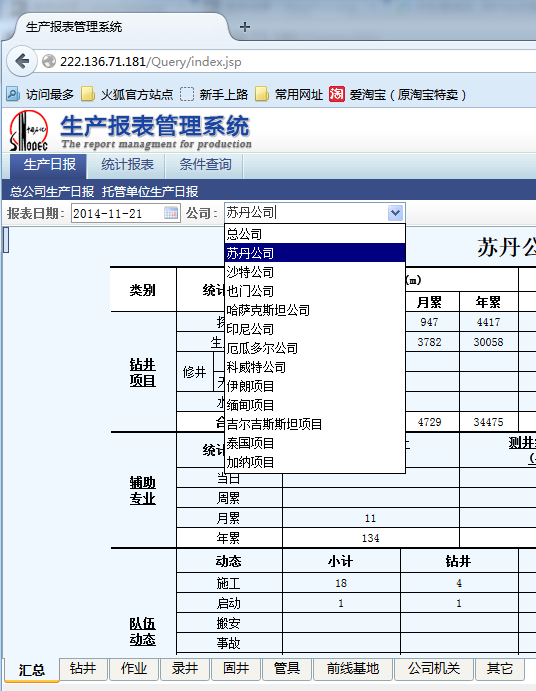 生产报表管理系统
222.136.71.181/Query/index.jsp
访问最多 火狐官方站点 新手上路 常用网址 爱淘宝（原淘宝特卖）
SINOPEC 生产报表管理系统
The report managment for production
生产日报 统计报表 条件查询
总公司生产日报 托管单位生产日报
报表日期: 2014-11-21 公司: 苏丹公司
总公司
苏丹公司
沙特公司
也门公司
哈萨克斯坦公司
印尼公司
厄瓜多尔公司
科威特公司
伊朗项目
缅甸项目
吉尔吉斯斯坦项目
泰国项目
加纳项目
苏丹公
类别 统计 (m)
月累 年累
钻井
项目
探 947 4417
生 3782 30058
修井
水
合 4729 34475
辅助
专业
统计 测井
当日
周累
月累 11
年累 134
队伍
动态
动态 小计 钻井
施工 18 4
启动 1 1
搬安
事故
汇总 钻井 作业 录井 固井 管具 前线基地 公司机关 其它